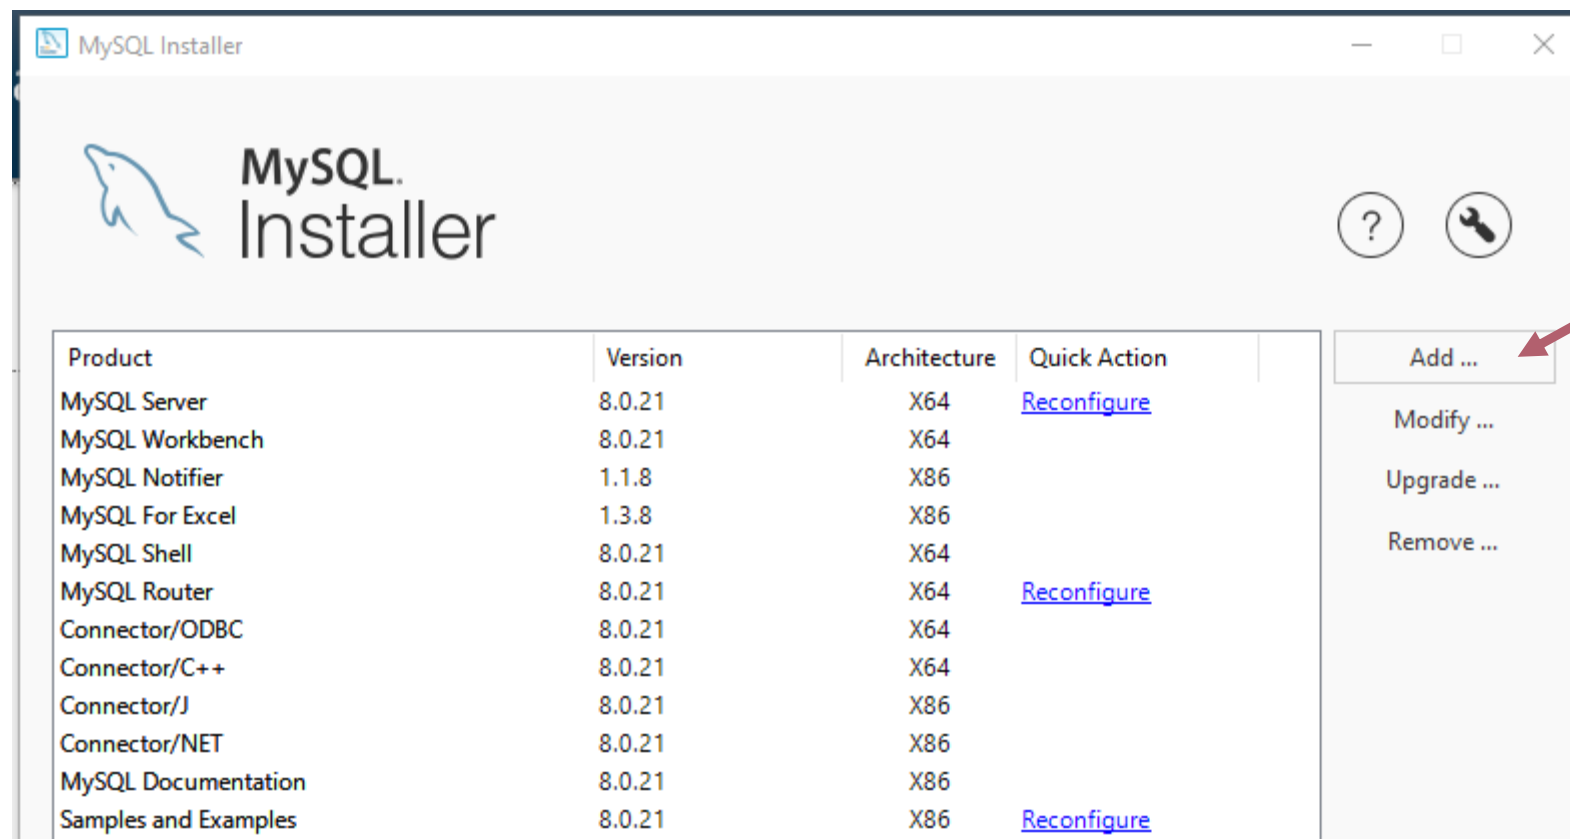 MySQL Installer
MySQL.
Installer
?
Product Version Architecture Quick Action
MySQL Server 8.0.21 X64 Reconfigure
MySQL Workbench 8.0.21 X64
MySQL Notifier 1.1.8 X86
MySQL For Excel 1.3.8 X86
MySQL Shell 8.0.21 X64
MySQL Router 8.0.21 X64 Reconfigure
Connector/ODBC 8.0.21 X64
Connector/C++ 8.0.21 X64
Connector/J 8.0.21 X86
Connector/NET 8.0.21 X86
MySQL Documentation 8.0.21 X86
Samples and Examples 8.0.21 X86 Reconfigure
Add ...
Modify ...
Upgrade ...
Remove ...